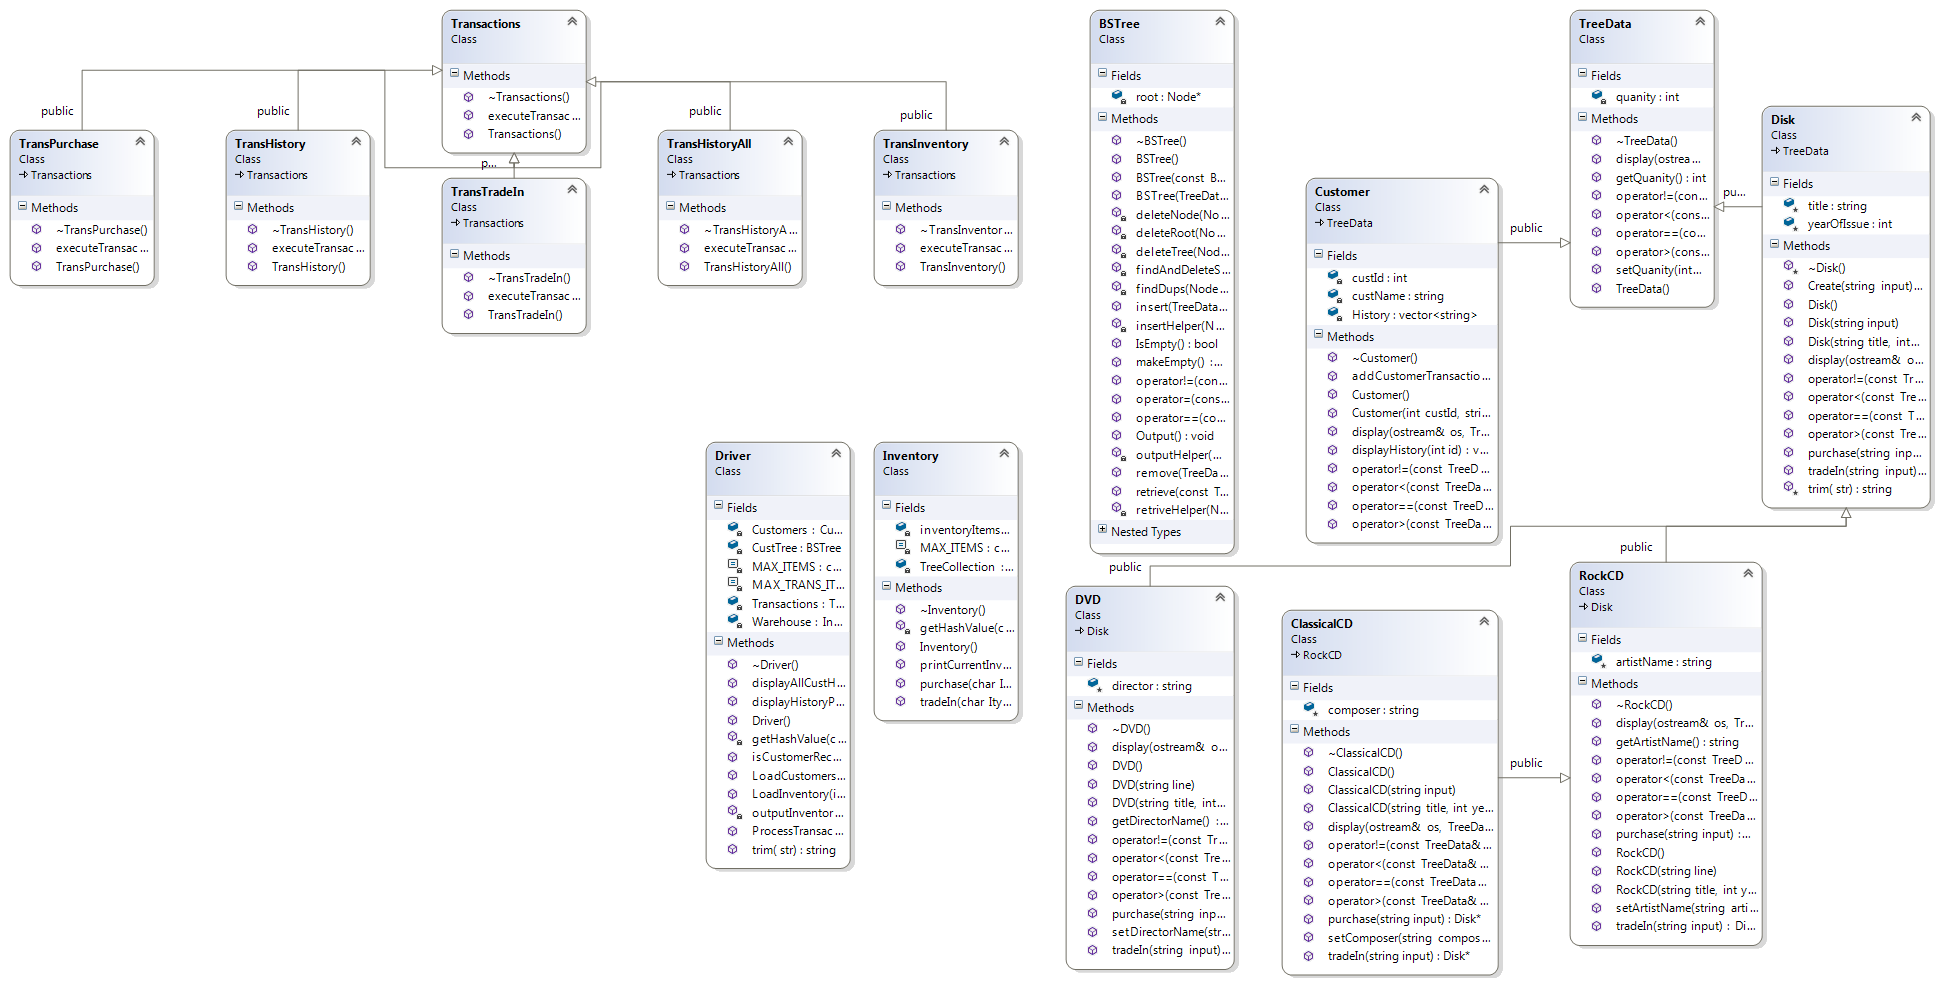 Transactions
Class
Methods
~Transactions()
executeTransac...
Transactions()
public
TransPurchase
Class
Transactions
Methods
~TransPurchase()
executeTransac...
TransPurchase()
public
TransHistory
Class
Transactions
Methods
~TransHistory()
executeTransac...
TransHistory()
p...
TransTradeIn
Class
Transactions
Methods
~TransTradeIn()
executeTransac...
TransTradeIn()
public
TransHistoryAll
Class
Transactions
Methods
~TransHistoryA...
executeTransac...
TransHistoryAll()
public
TransInventory
Class
Transactions
Methods
~TransInventor...
executeTransac...
TransInventory()
Driver
Class
Fields
Customers : Cu...
CustTree : BSTree
MAX_ITEMS : c...
MAX_TRANS_IT...
Transactions : T...
Warehouse : In...
Methods
~Driver()
displayAllCustH...
displayHistoryP...
Driver()
getHashValue(c...
isCustomerRec...
LoadCustomers...
LoadInventory(i...
outputInventor...
ProcessTransac...
trim( str) : string
Inventory
Class
Fields
inventoryItems...
MAX_ITEMS : c...
TreeCollection :...
Methods
~Inventory()
getHashValue(c...
Inventory()
printCurrentInv...
purchase(char I...
tradeIn(char Ity...
BSTree
Class
Fields
root : Node*
Methods
~BSTree()
BSTree()
BSTree(const B...
BSTree(TreeDat...
deleteNode(No...
deleteRoot(No...
deleteTree(Nod...
findAndDeleteS...
findDups(Node...
insert(TreeData...
insertHelper(N...
IsEmpty() : bool
makeEmpty() :...
operator!=(con...
operator=(cons...
operator==(co...
Output() : void
outputHelper(...
remove(TreeDa...
retrieve(const T...
retriveHelper(N...
Nested Types
Customer
Class
TreeData
Fields
custId : int
custName : string
History : vector<string>
Methods
~Customer()
addCustomerTransactio...
Customer()
Customer(int custId, stri...
display(ostream& os, Tr...
displayHistory(int id) : v...
operator!=(const TreeD...
operator<(const TreeDa...
operator==(const TreeD...
operator>(const TreeDa...
public
TreeData
Class
Fields
quanity : int
Methods
~TreeData()
display(ostrea...
getQuanity() : int
operator!=(con...
operator<(cons...
operator==(co...
operator>(cons...
setQuanity(int...
TreeData()
pu...
Disk
Class
TreeData
Fields
title : string
yearOfIssue : int
Methods
~Disk()
Create(string input)...
Disk()
Disk(string input)
Disk(string title, int...
display(ostream& o...
operator!=(const Tr...
operator<(const Tre...
operator==(const T...
operator>(const Tre...
purchase(string inp...
tradeIn(string input)...
trim( str) : string
public
DVD
Class
Disk
Fields
director : string
Methods
~DVD()
display(ostream& o...
DVD()
DVD(string line)
DVD(string title, int...
getDirectorName() :...
operator!=(const Tr...
operator<(const Tre...
operator==(const T...
operator>(const Tre...
purchase(string inp...
setDirectorName(str...
tradeIn(string input)...
ClassicalCD
Class
RockCD
Fields
composer : string
Methods
~ClassicalCD()
ClassicalCD()
ClassicalCD(string input)
ClassicalCD(string title, int ye...
display(ostream& os, TreeDa...
operator!=(const TreeData& ...
operator<(const TreeData& ...
operator==(const TreeData...
operator>(const TreeData& ...
purchase(string input) : Disk*
setComposer(string compos...
tradeIn(string input) : Disk*
public
public
RockCD
Class
Disk
Fields
artistName : string
Methods
~RockCD()
display(ostream& os, Tr...
getArtistName() : string
operator!=(const TreeD...
operator<(const TreeDa...
operator==(const TreeD...
operator>(const TreeDa...
purchase(string input) :...
RockCD()
RockCD(string line)
RockCD(string title, int y...
setArtistName(string arti...
tradeIn(string input) : Di...